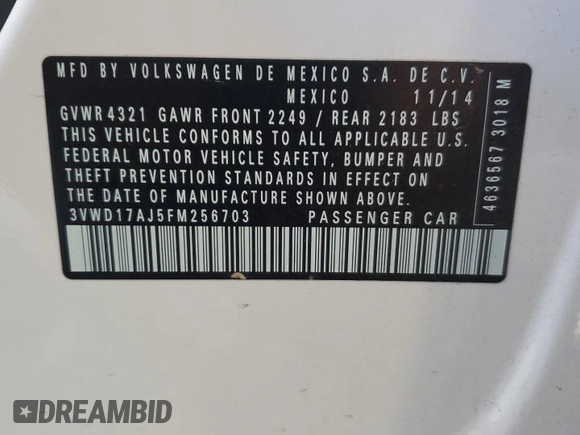 MFD BY VOLKSWAGEN DE MEXICO S.A. DE C.V.
MEXICO 11/14
GVWR 4321 GAWR FRONT 2249 / REAR 2183 LBS
THIS VEHICLE CONFORMS TO ALL APPLICABLE U.S.
FEDERAL MOTOR VEHICLE SAFETY, BUMPER AND
THEFT PREVENTION STANDARDS IN EFFECT ON
THE DATE OF MANUFACTURE SHOWN ABOVE.
3VWD17AJ5FM256703 PASSENGER CAR
4636567 3018 M
DREAMBID